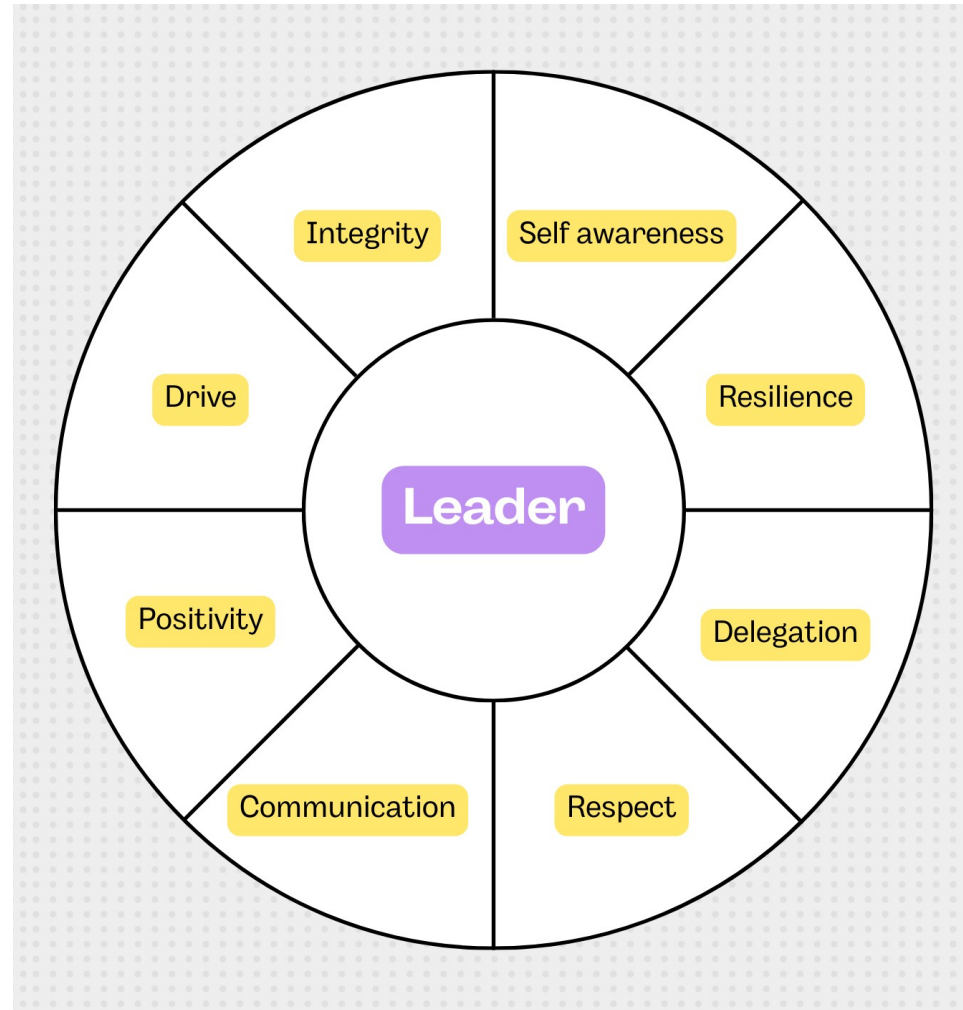 Integrity
Self awareness
Drive
Resilience
Leader
Positivity
Delegation
Communication
Respect